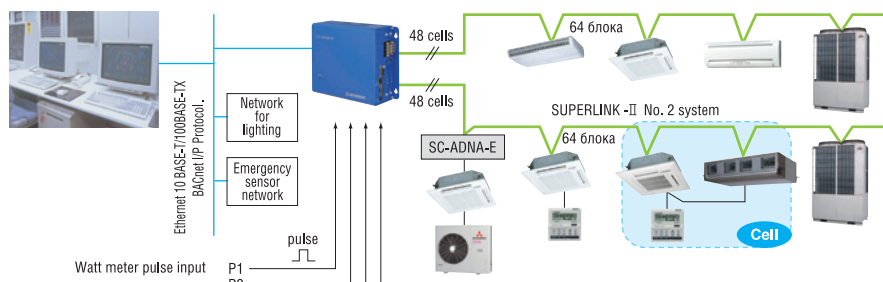 48 cells
64 блока
Ethernet 10 BASE-T/100BASE-TX
BACnet I/P Protocol.
Network
for
lighting
48 cells
SUPERLINK -II No. 2 system
64 блока
SC-ADNA-E
Emergency
sensor
network
Cell
pulse
Watt meter pulse input P1